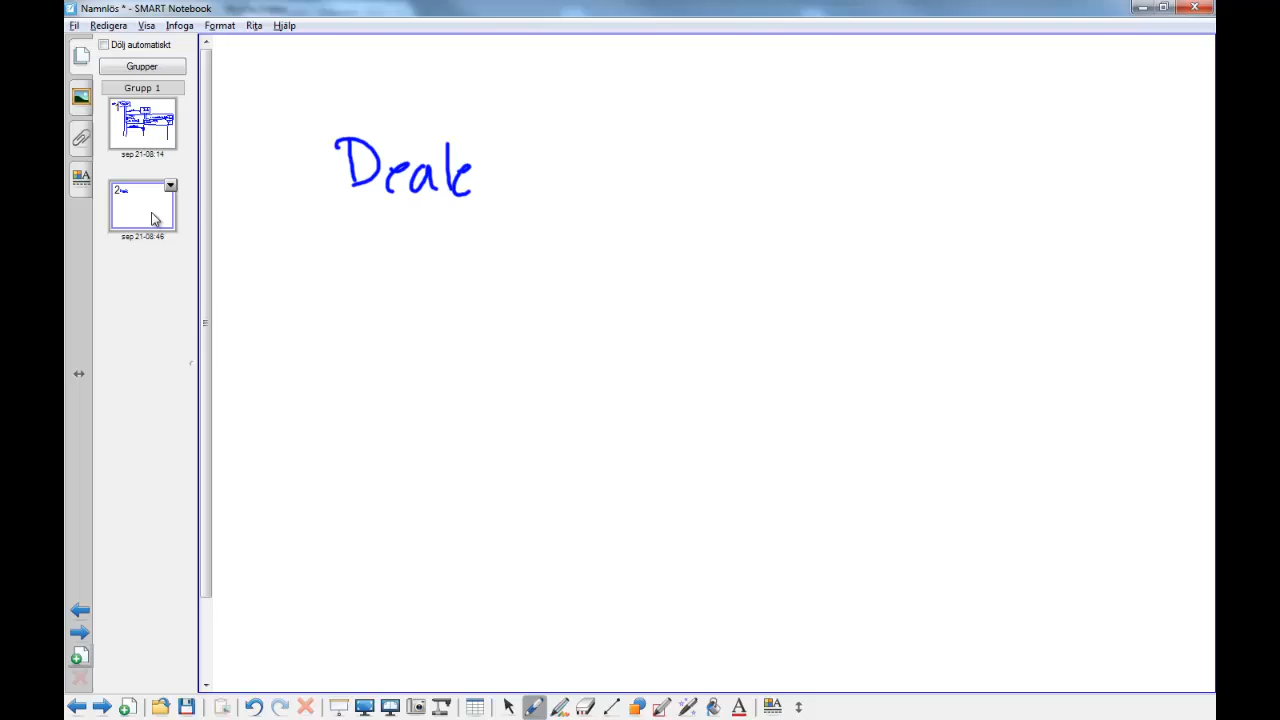 Namnlös * - SMART Notebook
Fil Redigera Visa Infoga Format Rita Hjälp
Dölj automatiskt
Grupper
Grupp 1
sep 21-08:14
sep 21-08:46
Deale